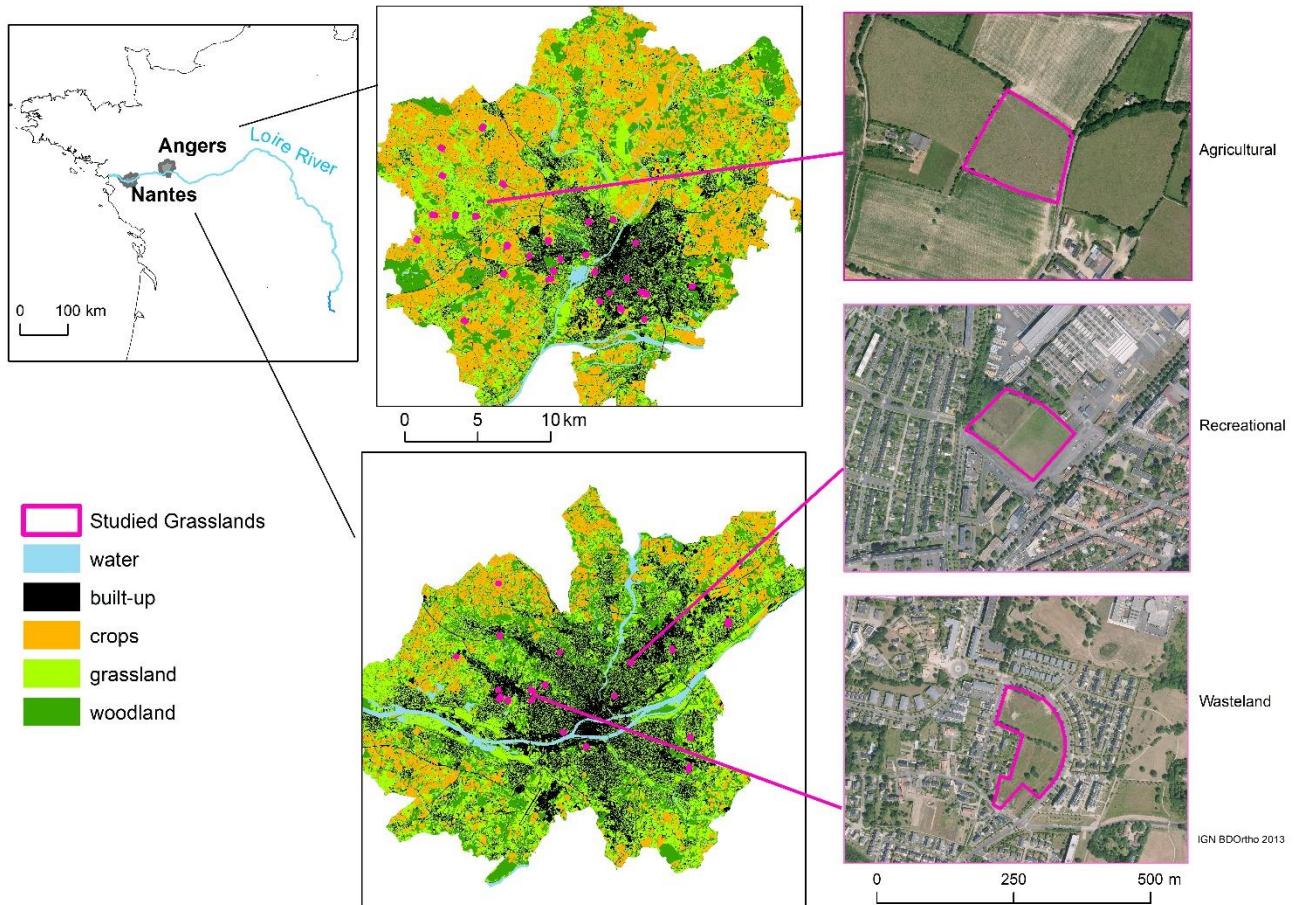 Angers
Loire River
Nantes
0 100 km
0 5 10 km
Studied Grasslands
water
built-up
crops
grassland
woodland
Agricultural
Recreational
Wasteland
IGN BDOrtho 2013
0 250 500 m